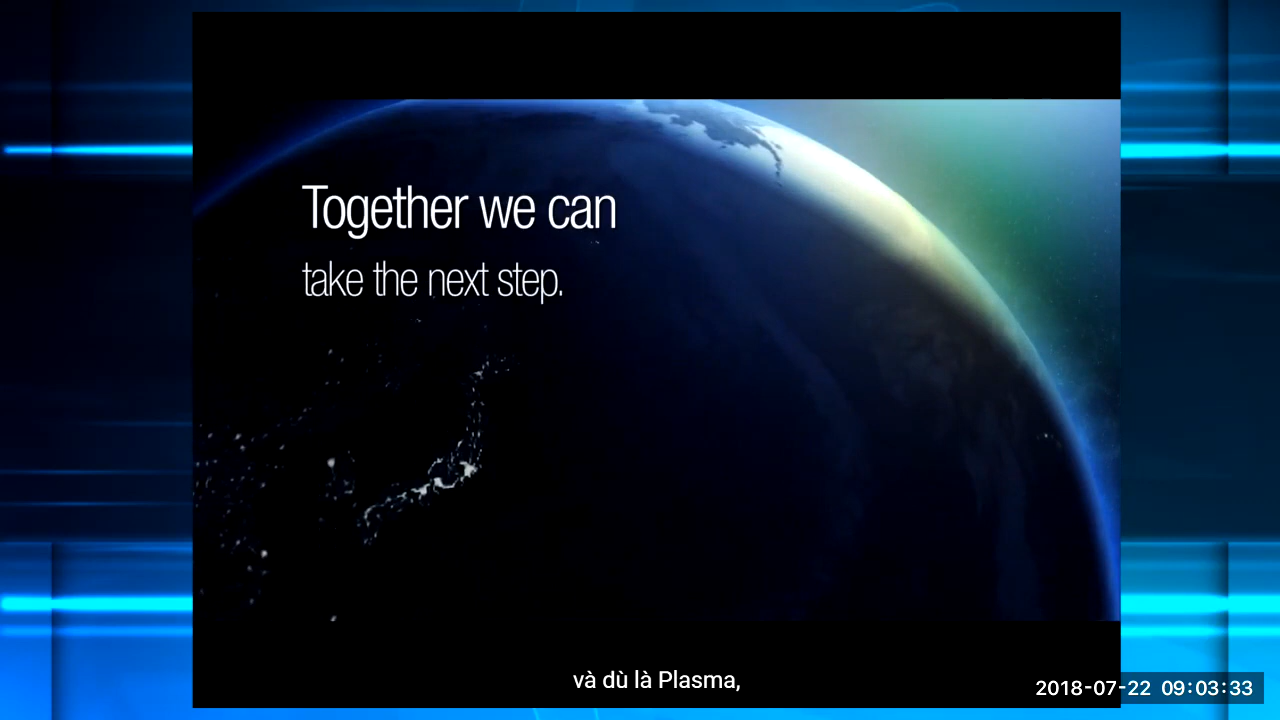 Together we can
take the next step.
và dù là Plasma,
2018-07-22 09:03:33